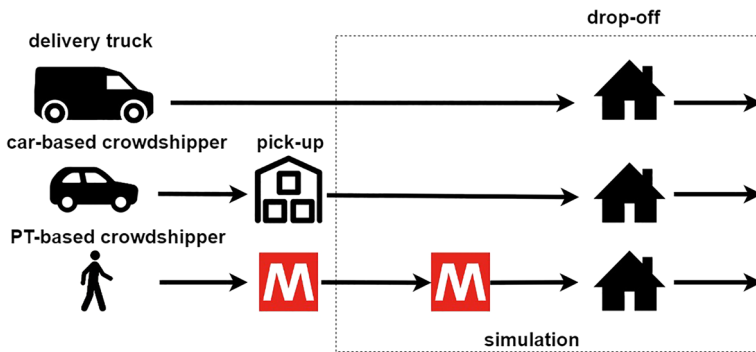 drop-off
delivery truck
car-based crowdshipper
pick-up
PT-based crowdshipper
M
M
simulation